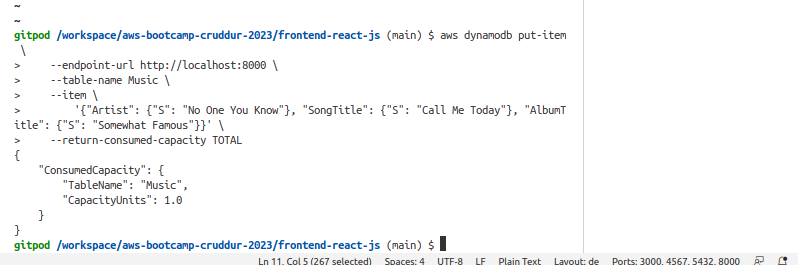 ~
~
gitpod /workspace/aws-bootcamp-cruddur-2023/frontend-react-js (main) $ aws dynamodb put-item
 \
>     --endpoint-url http://localhost:8000 \
>     --table-name Music \
>     --item \
>         '{"Artist": {"S": "No One You Know"}, "SongTitle": {"S": "Call Me Today"}, "AlbumT
itle": {"S": "Somewhat Famous"}}' \
>     --return-consumed-capacity TOTAL
{
    "ConsumedCapacity": {
        "TableName": "Music",
        "CapacityUnits": 1.0
    }
}
gitpod /workspace/aws-bootcamp-cruddur-2023/frontend-react-js (main) $
Ln 11, Col 5 (267 selected) Spaces: 4 UTF-8 LF Plain Text Layout: de Ports: 3000, 4567, 5432, 8000